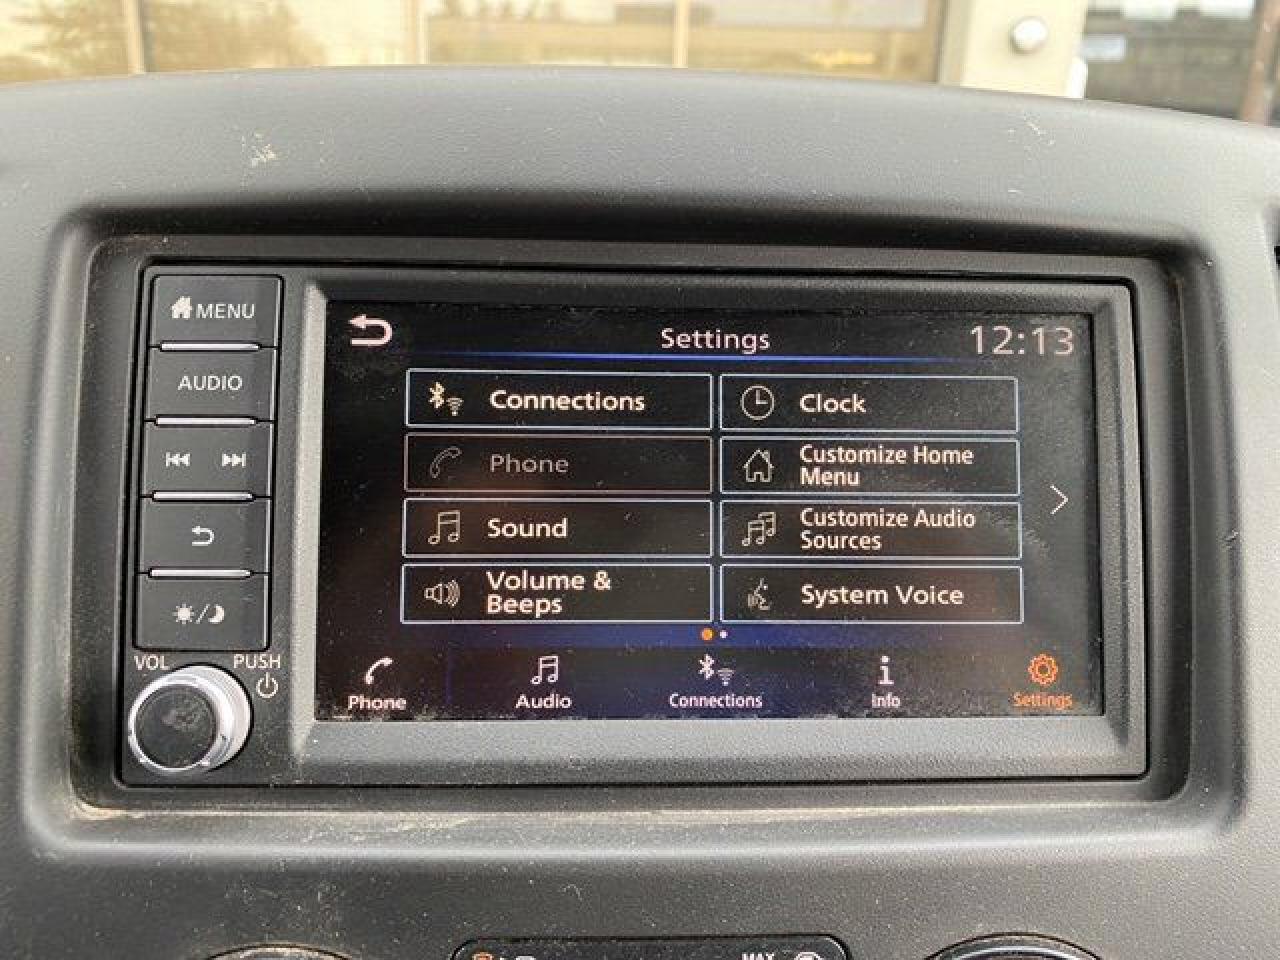 MENU
AUDIO
VOL
PUSH
Settings
12:13
Connections
Clock
Phone
Customize Home
Menu
Sound
Customize Audio
Sources
Volume &
Beeps
System Voice
Phone
Audio
Connections
Info
Settings
MAX